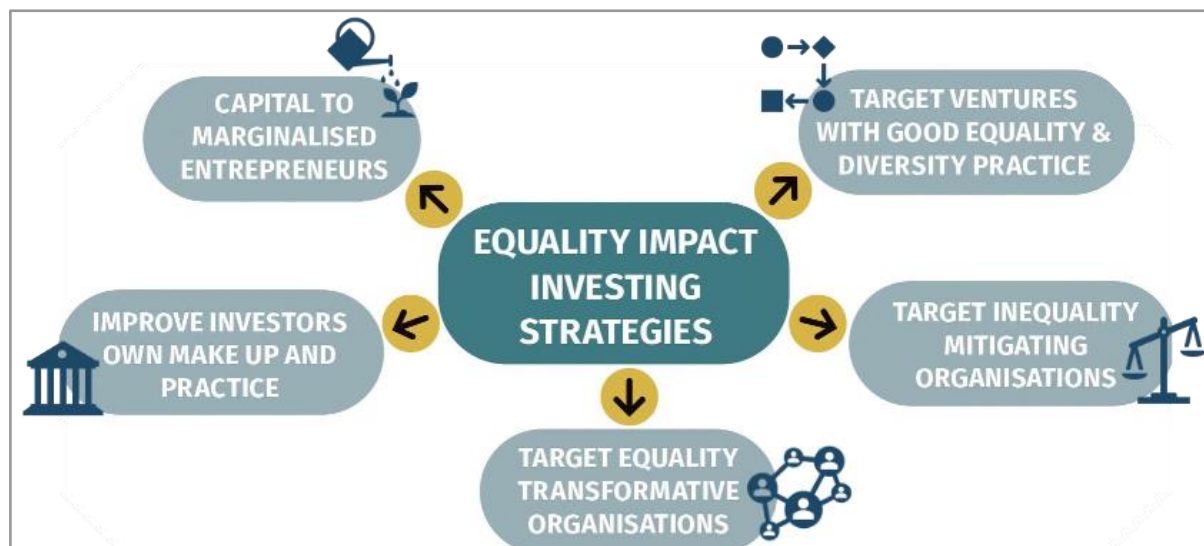 CAPITAL TO
MARGINALISED
ENTREPRENEURS
TARGET VENTURES
WITH GOOD EQUALITY &
DIVERSITY PRACTICE
EQUALITY IMPACT
INVESTING
STRATEGIES
IMPROVE INVESTORS
OWN MAKE UP AND
PRACTICE
TARGET INEQUALITY
MITIGATING
ORGANISATIONS
TARGET EQUALITY
TRANSFORMATIVE
ORGANISATIONS